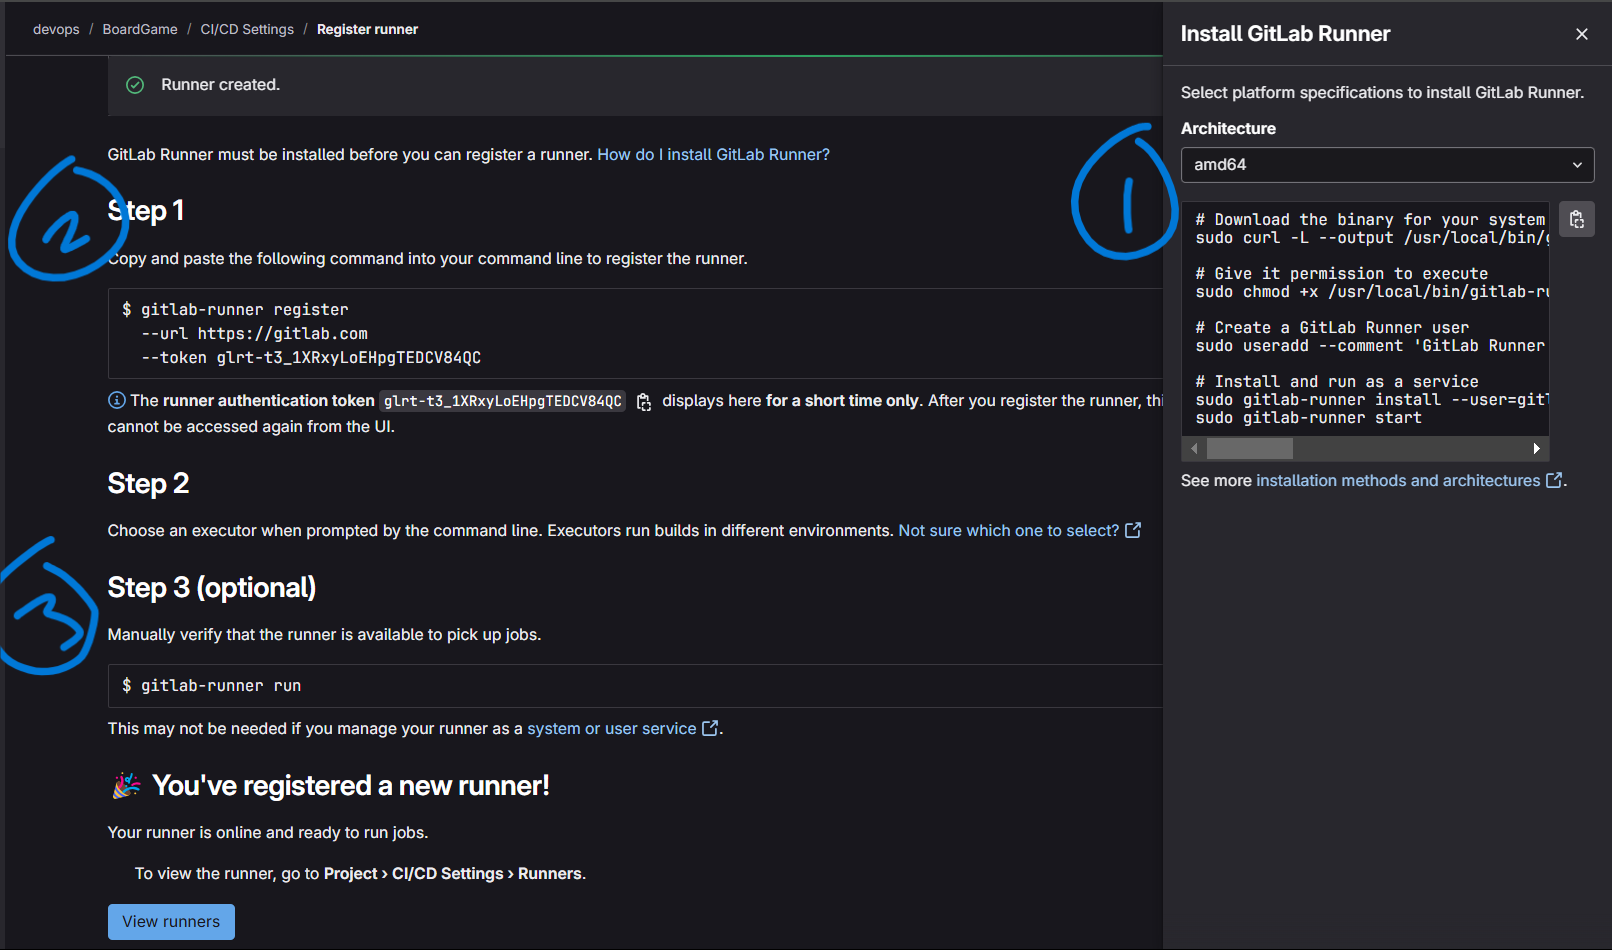 devops / BoardGame / CI/CD Settings / Register runner
Runner created.
GitLab Runner must be installed before you can register a runner. How do I install GitLab Runner?
2
Step 1
Copy and paste the following command into your command line to register the runner.
$ gitlab-runner register
--url https://gitlab.com
--token glrt-t3_1XRxyLoEHpgTEDCV84QC
The runner authentication token glrt-t3_1XRxyLoEHpgTEDCV84QC displays here for a short time only. After you register the runner, thi
cannot be accessed again from the UI.
Step 2
Choose an executor when prompted by the command line. Executors run builds in different environments. Not sure which one to select?
3
Step 3 (optional)
Manually verify that the runner is available to pick up jobs.
$ gitlab-runner run
This may not be needed if you manage your runner as a system or user service.
You've registered a new runner!
Your runner is online and ready to run jobs.
To view the runner, go to Project › CI/CD Settings › Runners.
View runners
Install GitLab Runner
Select platform specifications to install GitLab Runner.
1
Architecture
amd64
# Download the binary for your system
sudo curl -L --output /usr/local/bin/g
# Give it permission to execute
sudo chmod +x /usr/local/bin/gitlab-ru
# Create a GitLab Runner user
sudo useradd --comment 'GitLab Runner
# Install and run as a service
sudo gitlab-runner install --user=gitl
sudo gitlab-runner start
See more installation methods and architectures.